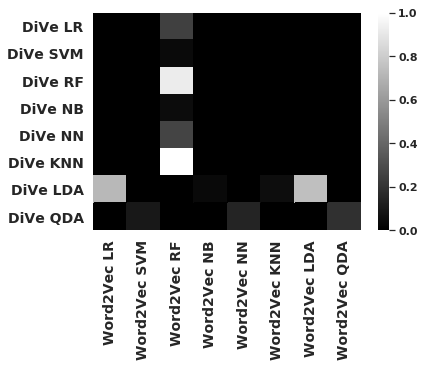 DiVe LR
DiVe SVM
DiVe RF
DiVe NB
DiVe NN
DiVe KNN
DiVe LDA
DiVe QDA
Word2Vec LR
Word2Vec SVM
Word2Vec RF
Word2Vec NB
Word2Vec NN
Word2Vec KNN
Word2Vec LDA
Word2Vec QDA
1.0
0.8
0.6
0.4
0.2
0.0